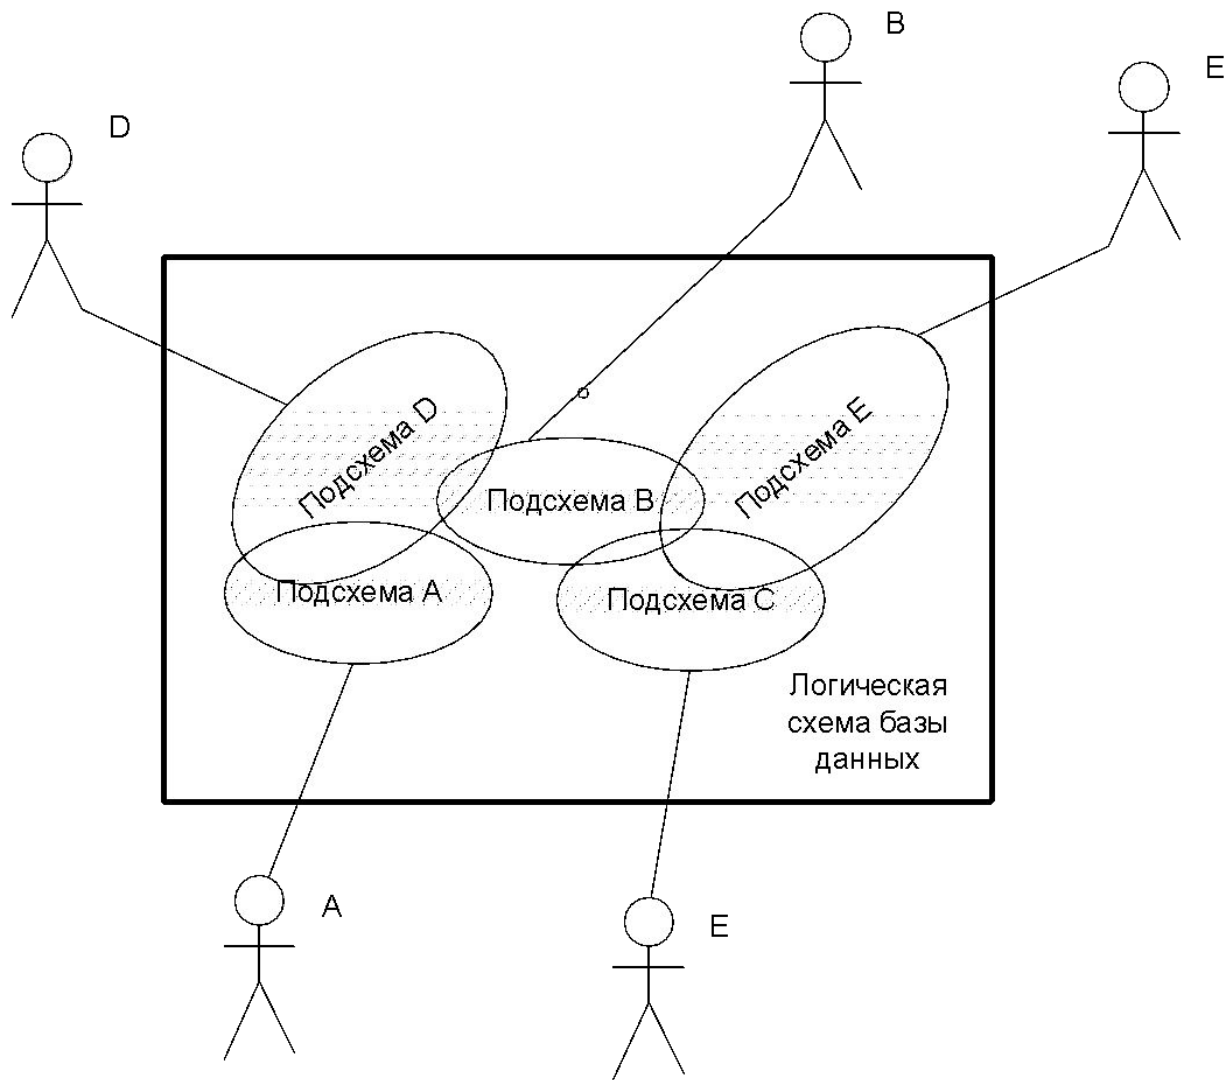 B
E
D
Подсхема D
Подсхема E
Подсхема B
Подсхема A
Подсхема C
Логическая
схема базы
данных
A
E